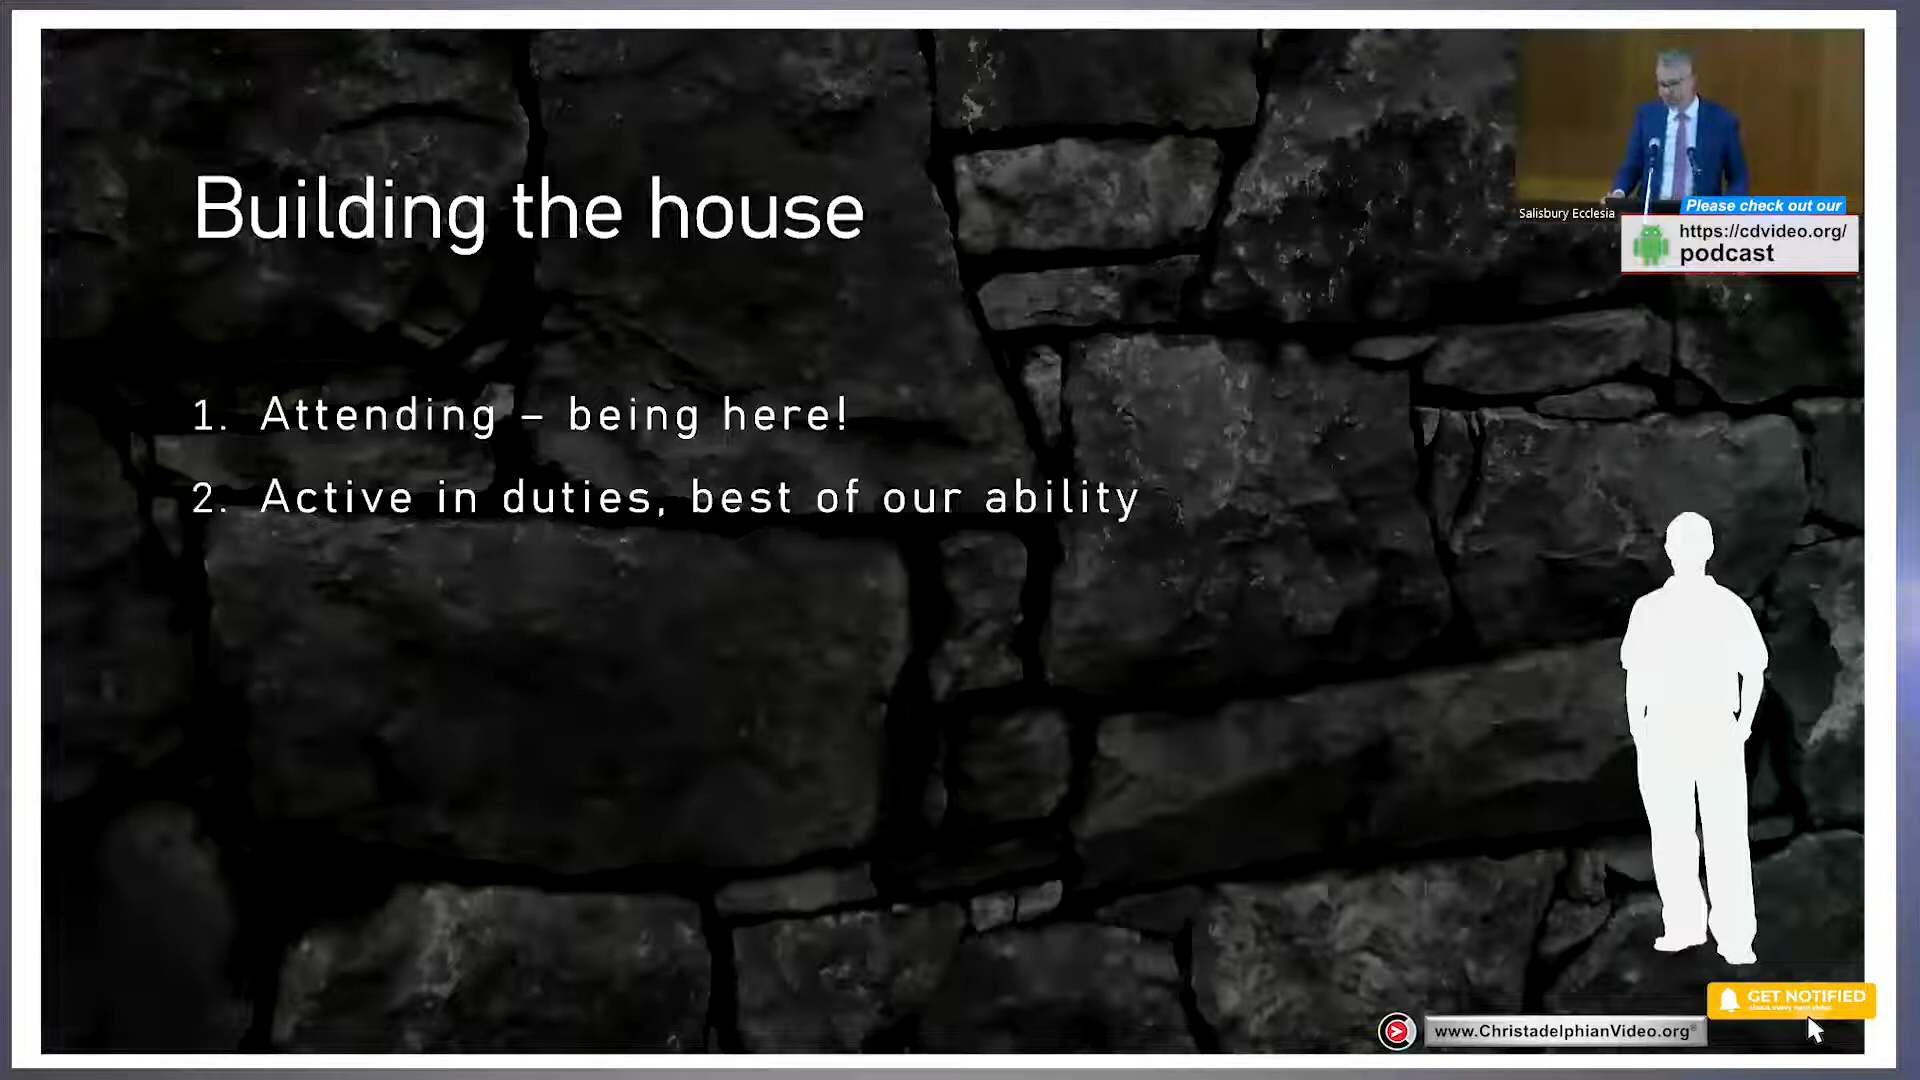 Building the house
1. Attending – being here!
2. Active in duties, best of our ability
Salisbury Ecclesia
Please check out our
https://cdvideo.org/
podcast
GET NOTIFIED
www.ChristadelphianVideo.org